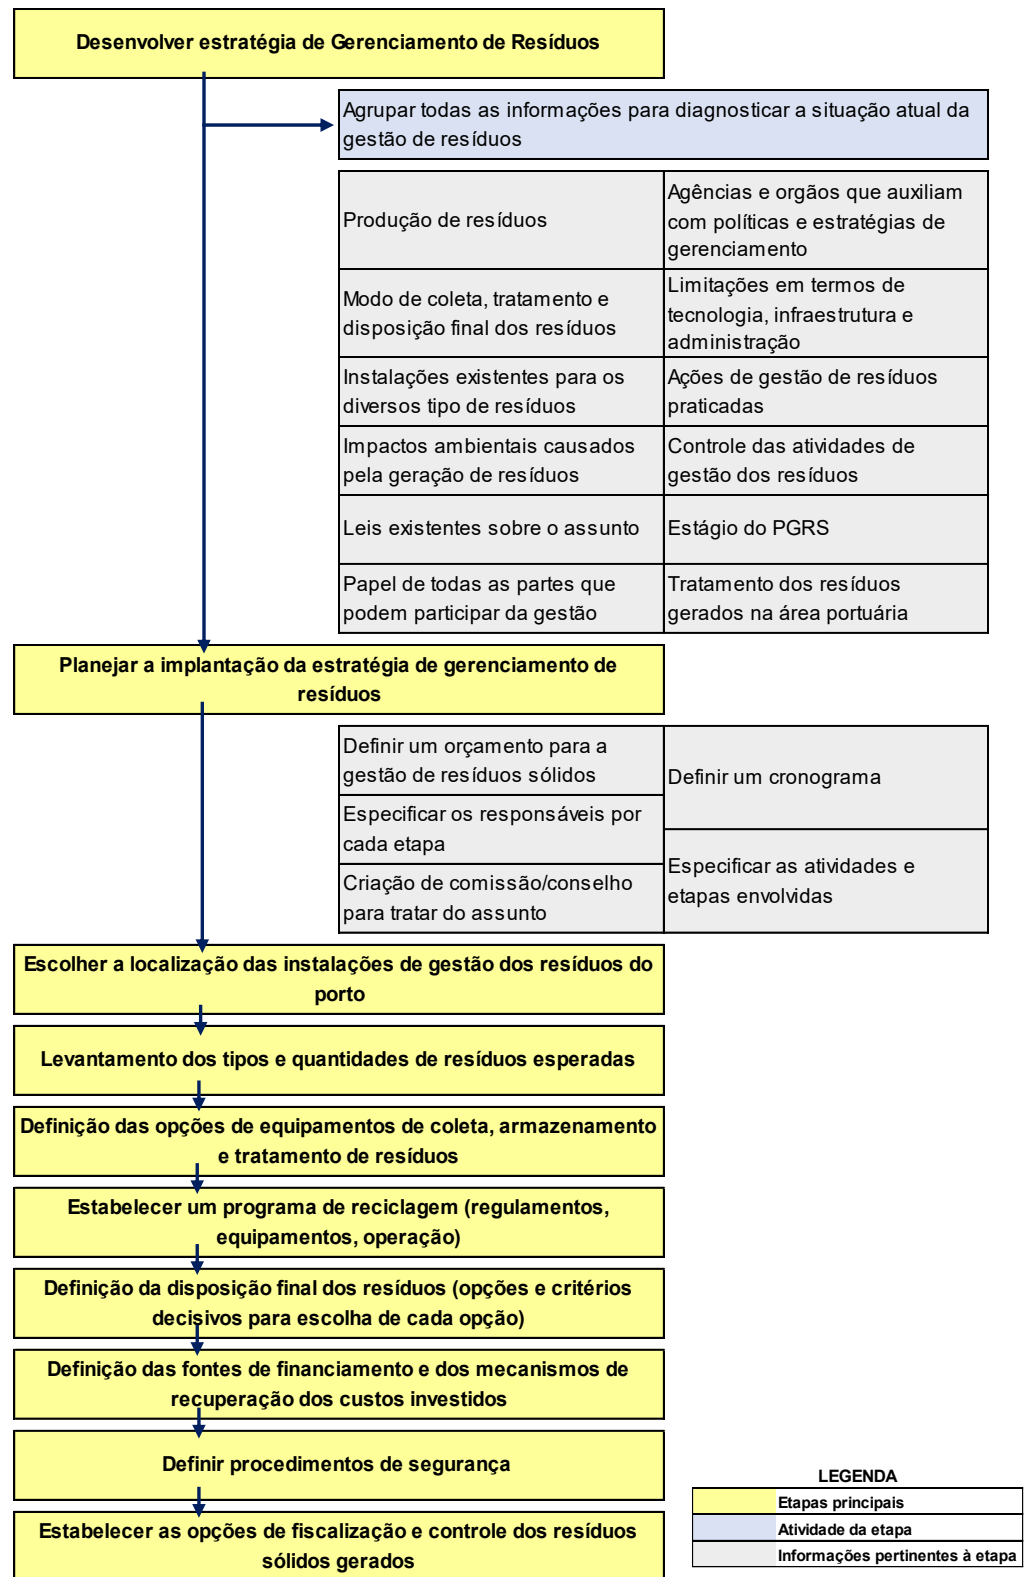 Desenvolver estratégia de Gerenciamento de Resíduos
Agrupar todas as informações para diagnosticar a situação atual da
gestão de resíduos
Produção de resíduos
Agências e orgãos que auxiliam
com políticas e estratégias de
gerenciamento
Modo de coleta, tratamento e
disposição final dos resíduos
Limitações em termos de
tecnologia, infraestrutura e
administração
Instalações existentes para os
diversos tipo de resíduos
Ações de gestão de resíduos
praticadas
Impactos ambientais causados
pela geração de resíduos
Controle das atividades de
gestão dos resíduos
Leis existentes sobre o assunto
Estágio do PGRS
Papel de todas as partes que
podem participar da gestão
Tratamento dos resíduos
gerados na área portuária
Planejar a implantação da estratégia de gerenciamento de
resíduos
Definir um orçamento para a
gestão de resíduos sólidos
Definir um cronograma
Especificar os responsáveis por
cada etapa
Especificar as atividades e
etapas envolvidas
Criação de comissão/conselho
para tratar do assunto
Escolher a localização das instalações de gestão dos resíduos do
porto
Levantamento dos tipos e quantidades de resíduos esperadas
Definição das opções de equipamentos de coleta, armazenamento
e tratamento de resíduos
Estabelecer um programa de reciclagem (regulamentos,
equipamentos, operação)
Definição da disposição final dos resíduos (opções e critérios
decisivos para escolha de cada opção)
Definição das fontes de financiamento e dos mecanismos de
recuperação dos custos investidos
Definir procedimentos de segurança
Estabelecer as opções de fiscalização e controle dos resíduos
sólidos gerados
LEGENDA
Etapas principais
Atividade da etapa
Informações pertinentes à etapa